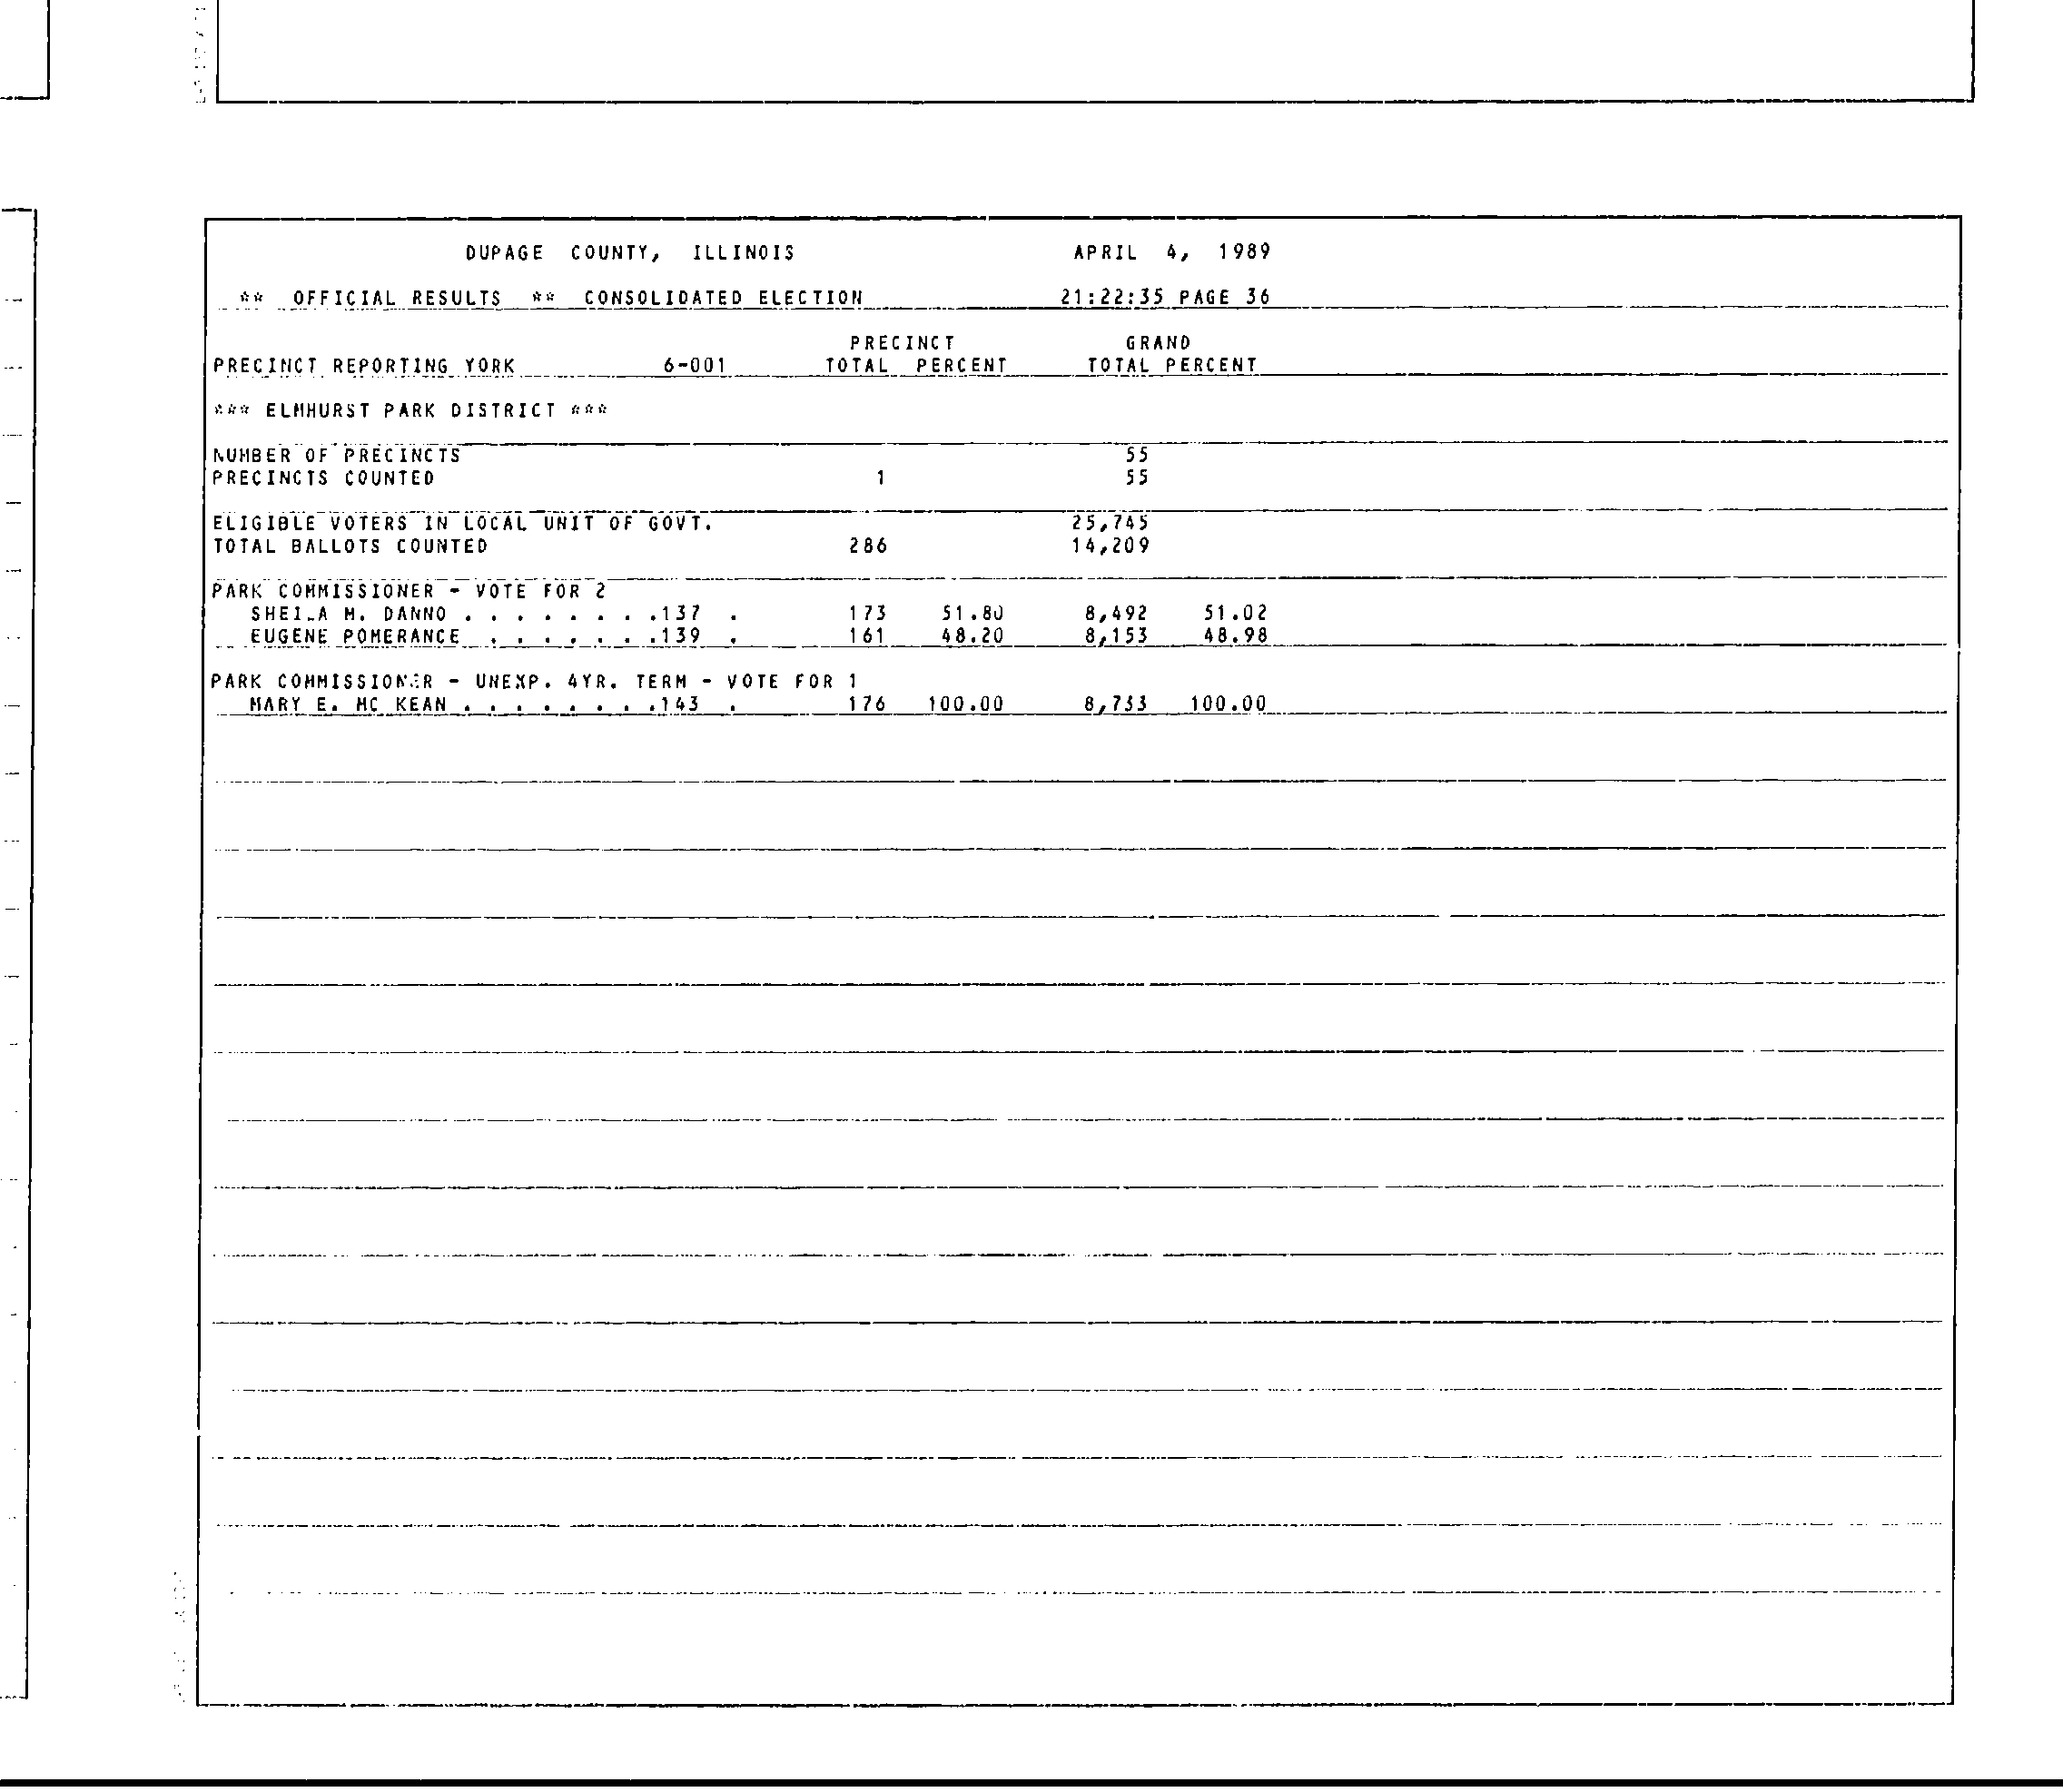 DUPAGE COUNTY, ILLINOIS APRIL 4, 1989
** OFFICIAL RESULTS ** CONSOLIDATED ELECTION 21:22:35 PAGE 36
PRECINCT GRAND
PRECINCT REPORTING YORK 6-001 TOTAL PERCENT TOTAL PERCENT
*** ELMHURST PARK DISTRICT ***
NUMBER OF PRECINCTS 55
PRECINCTS COUNTED 1 55
ELIGIBLE VOTERS IN LOCAL UNIT OF GOVT. 25,745
TOTAL BALLOTS COUNTED 286 14,209
PARK COMMISSIONER - VOTE FOR 2
SHEILA M. DANNO . . . . . . . .137 . 173 51.80 8,492 51.02
EUGENE POMERANCE . . . . . . .139 . 161 48.20 8,153 48.98
PARK COMMISSIONER - UNEXP. 4YR. TERM - VOTE FOR 1
MARY E. MC KEAN . . . . . . . .143 . 176 100.00 8,733 100.00